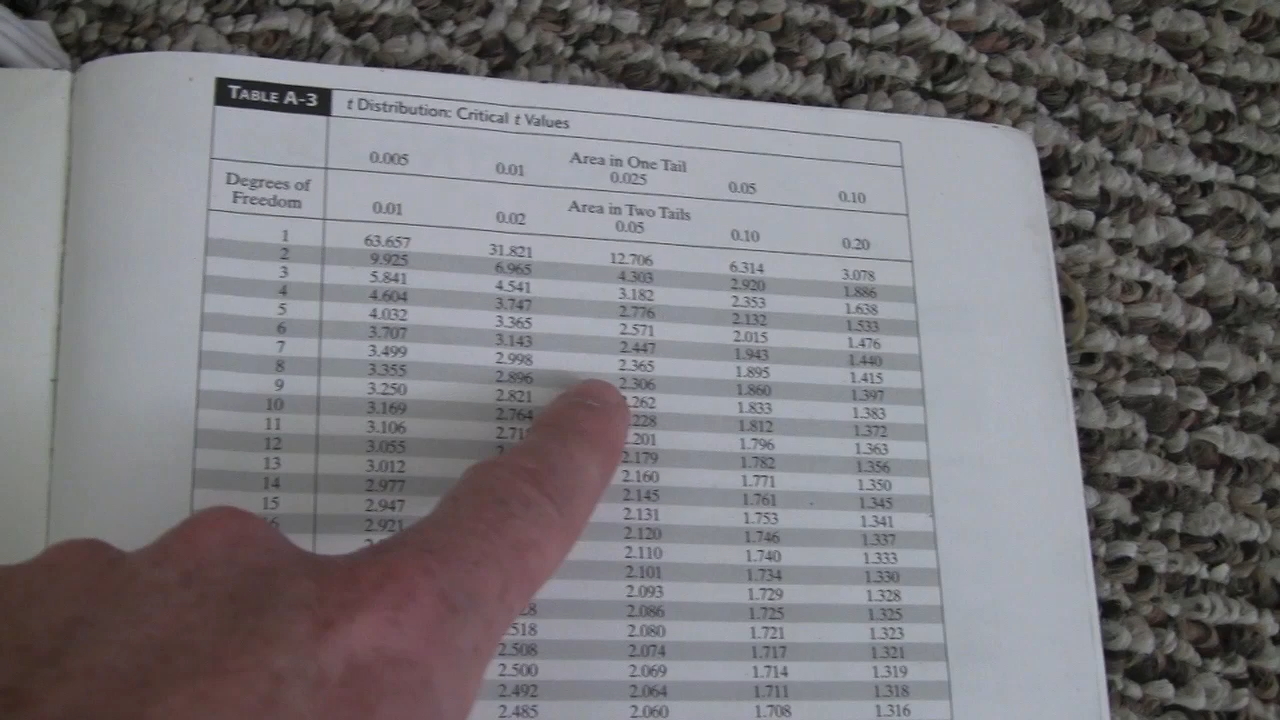 TABLE A-3 t Distribution: Critical t Values
Area in One Tail
0.005 0.01 0.025 0.05 0.10
Degrees of Freedom
Area in Two Tails
0.01 0.02 0.05 0.10 0.20
1 63.657 31.821 12.706 6.314 3.078
2 9.925 6.965 4.303 2.920 1.886
3 5.841 4.541 3.182 2.353 1.638
4 4.604 3.747 2.776 2.132 1.533
5 4.032 3.365 2.571 2.015 1.476
6 3.707 3.143 2.447 1.943 1.440
7 3.499 2.998 2.365 1.895 1.415
8 3.355 2.896 2.306 1.860 1.397
9 3.250 2.821 .262 1.833 1.383
10 3.169 2.764 .228 1.812 1.372
11 3.106 2.71 .201 1.796 1.363
12 3.055 2.179 1.782 1.356
13 3.012 2.160 1.771 1.350
14 2.977 2.145 1.761 1.345
15 2.947 2.131 1.753 1.341
6 2.921 2.120 1.746 1.337
2.110 1.740 1.333
2.101 1.734 1.330
2.093 1.729 1.328
28 2.086 1.725 1.325
.518 2.080 1.721 1.323
2.508 2.074 1.717 1.321
2.500 2.069 1.714 1.319
2.492 2.064 1.711 1.318
2.485 2.060 1.708 1.316